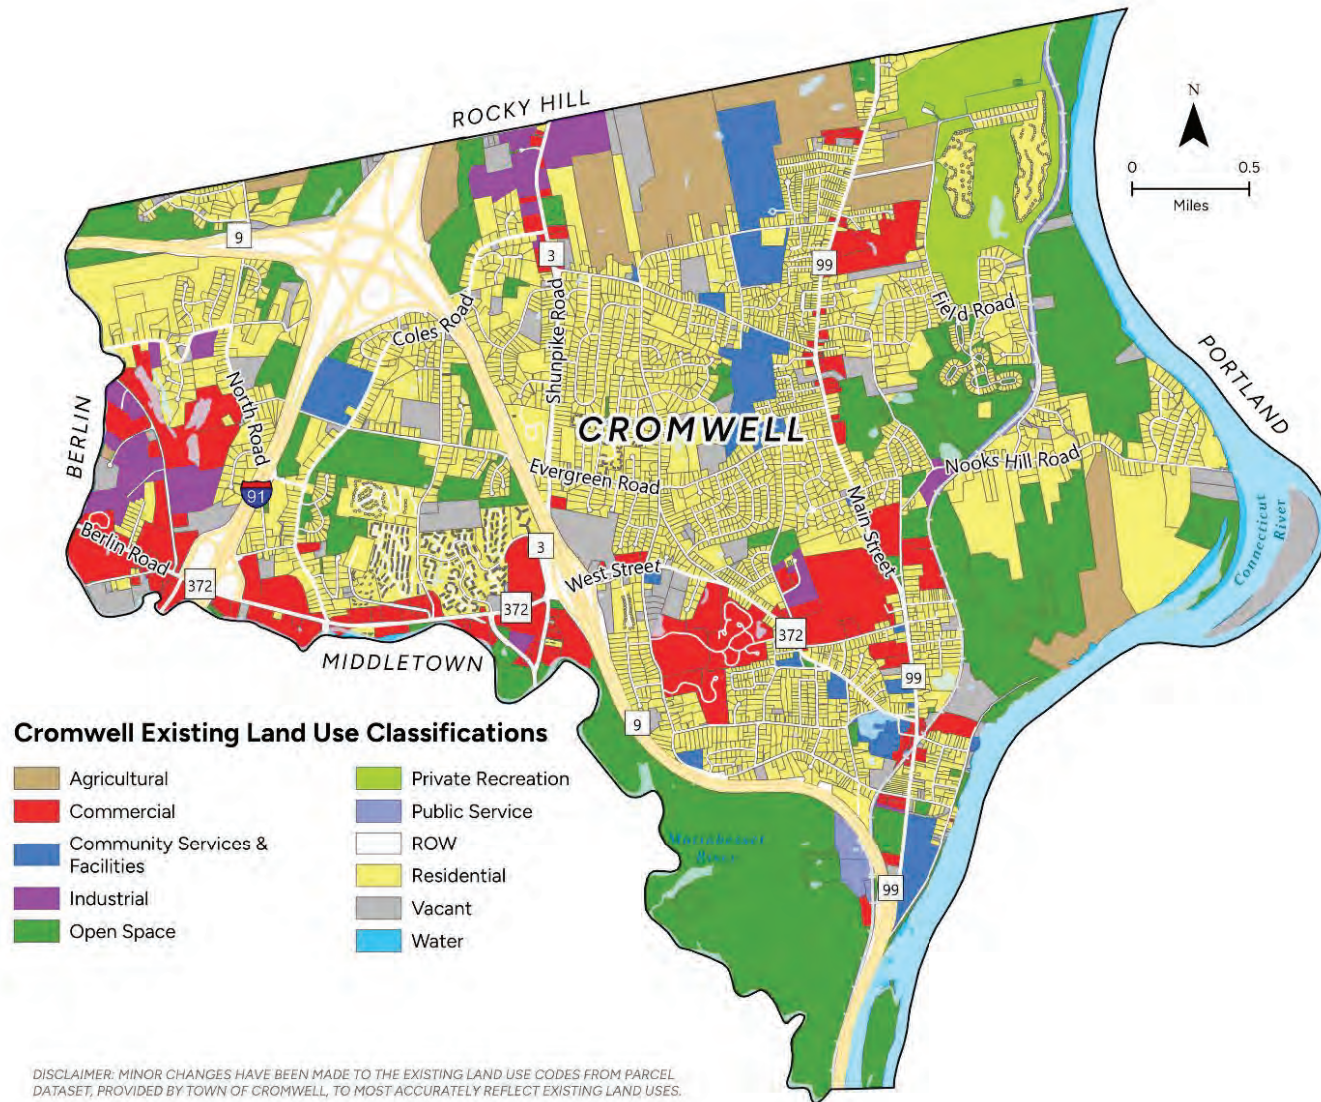 ROCKY HILL
N
0
0.5
Miles
9
3
99
Coles Road
Shunpike Road
Field Road
PORTLAND
BERLIN
North Road
CROMWELL
Evergreen Road
Nooks Hill Road
91
Main Street
Connecticut
River
Berlin Road
3
West Street
372
372
372
MIDDLETOWN
99
9
Cromwell Existing Land Use Classifications
Agricultural
Commercial
Community Services &
Facilities
Industrial
Open Space
Private Recreation
Public Service
ROW
Residential
Vacant
Water
Mattabesset
River
99
DISCLAIMER: MINOR CHANGES HAVE BEEN MADE TO THE EXISTING LAND USE CODES FROM PARCEL
DATASET, PROVIDED BY TOWN OF CROMWELL, TO MOST ACCURATELY REFLECT EXISTING LAND USES.